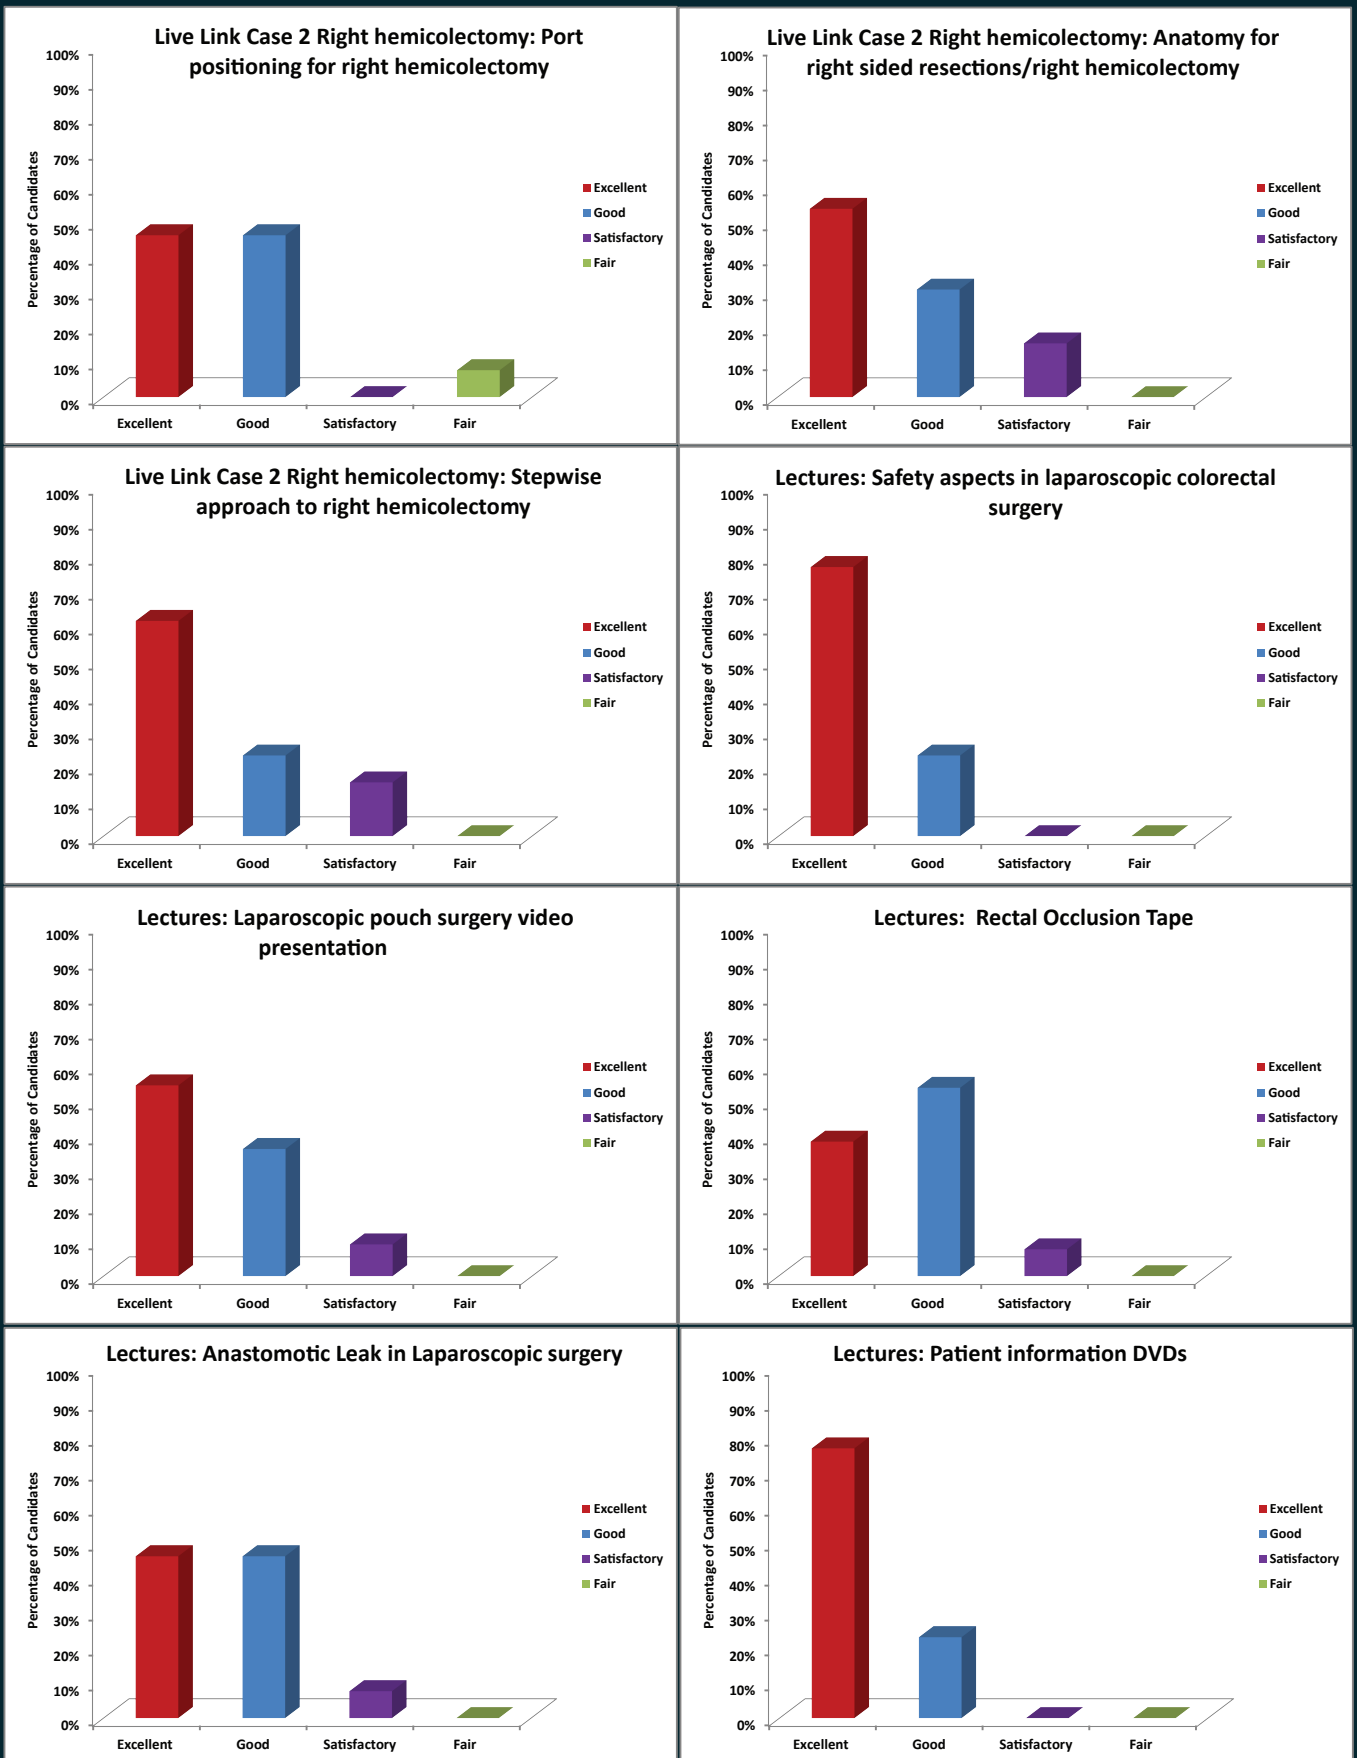 Live Link Case 2 Right hemicolectomy: Port
positioning for right hemicolectomy
100%
90%
80%
70%
60%
50%
40%
30%
20%
10%
0%
Percentage of Candidates
Excellent
Good
Satisfactory
Fair
Excellent
Good
Satisfactory
Fair
Live Link Case 2 Right hemicolectomy: Anatomy for
right sided resections/right hemicolectomy
100%
90%
80%
70%
60%
50%
40%
30%
20%
10%
0%
Percentage of Candidates
Excellent
Good
Satisfactory
Fair
Excellent
Good
Satisfactory
Fair
Live Link Case 2 Right hemicolectomy: Stepwise
approach to right hemicolectomy
100%
90%
80%
70%
60%
50%
40%
30%
20%
10%
0%
Percentage of Candidates
Excellent
Good
Satisfactory
Fair
Excellent
Good
Satisfactory
Fair
Lectures: Safety aspects in laparoscopic colorectal
surgery
100%
90%
80%
70%
60%
50%
40%
30%
20%
10%
0%
Percentage of Candidates
Excellent
Good
Satisfactory
Fair
Excellent
Good
Satisfactory
Fair
Lectures: Laparoscopic pouch surgery video
presentation
100%
90%
80%
70%
60%
50%
40%
30%
20%
10%
0%
Percentage of Candidates
Excellent
Good
Satisfactory
Fair
Excellent
Good
Satisfactory
Fair
Lectures: Rectal Occlusion Tape
100%
90%
80%
70%
60%
50%
40%
30%
20%
10%
0%
Percentage of Candidates
Excellent
Good
Satisfactory
Fair
Excellent
Good
Satisfactory
Fair
Lectures: Anastomotic Leak in Laparoscopic surgery
100%
90%
80%
70%
60%
50%
40%
30%
20%
10%
0%
Percentage of Candidates
Excellent
Good
Satisfactory
Fair
Excellent
Good
Satisfactory
Fair
Lectures: Patient information DVDs
100%
90%
80%
70%
60%
50%
40%
30%
20%
10%
0%
Percentage of Candidates
Excellent
Good
Satisfactory
Fair
Excellent
Good
Satisfactory
Fair